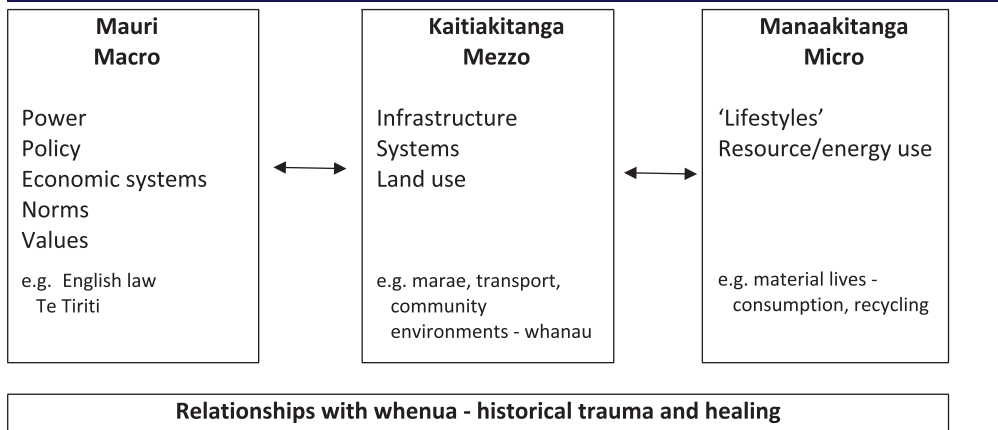 Mauri
Macro
Power
Policy
Economic systems
Norms
Values
e.g. English law
Te Tiriti
Kaitiakitanga
Mezzo
Infrastructure
Systems
Land use
e.g. marae, transport,
community
environments - whanau
Manaakitanga
Micro
‘Lifestyles’
Resource/energy use
e.g. material lives -
consumption, recycling
Relationships with whenua - historical trauma and healing